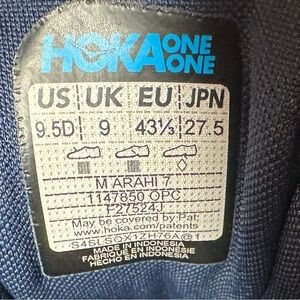 HOKA ONE ONE
US UK EU JPN
9.5D 9 43⅓ 27.5
M ARAHI 7
1147850 OPC
F27524J
May be covered by Pat.
www.hoka.com/patents
MADE IN INDONESIA
FABRIQUÉ EN INDONÉSIE
HECHO EN INDONESIA